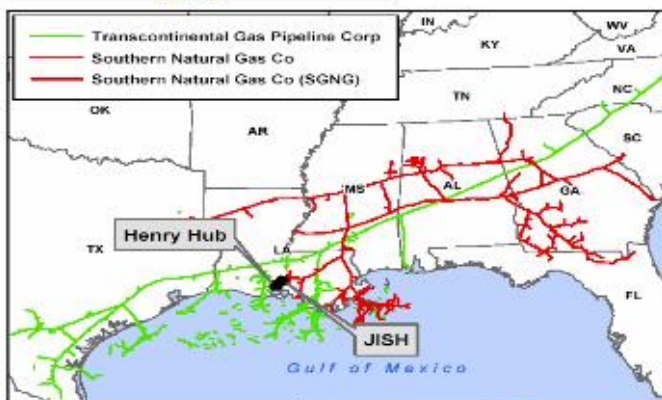 Transcontinental Gas Pipeline Corp
Southern Natural Gas Co
Southern Natural Gas Co (SGNG)
IN
WV
KY
VA
OK
TN
NC
AR
SC
MS
AL
GA
Henry Hub
TX
LA
FL
JISH
Gulf of Mexico